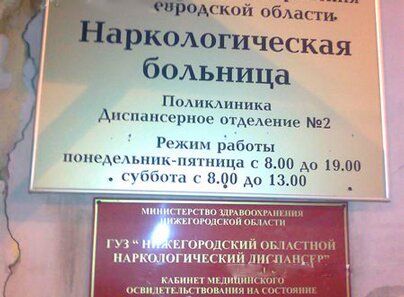 городской области
Наркологическая
больница
Поликлиника
Диспансерное отделение №2
Режим работы
понедельник-пятница с 8.00 до 19.00
суббота с 8.00 до 13.00
МИНИСТЕРСТВО ЗДРАВООХРАНЕНИЯ
НИЖЕГОРОДСКОЙ ОБЛАСТИ
ГУЗ " НИЖЕГОРОДСКИЙ ОБЛАСТНОЙ
НАРКОЛОГИЧЕСКИЙ ДИСПАНСЕР"
КАБИНЕТ МЕДИЦИНСКОГО
ОСВИДЕТЕЛЬСТВОВАНИЯ НА СОСТОЯНИЕ